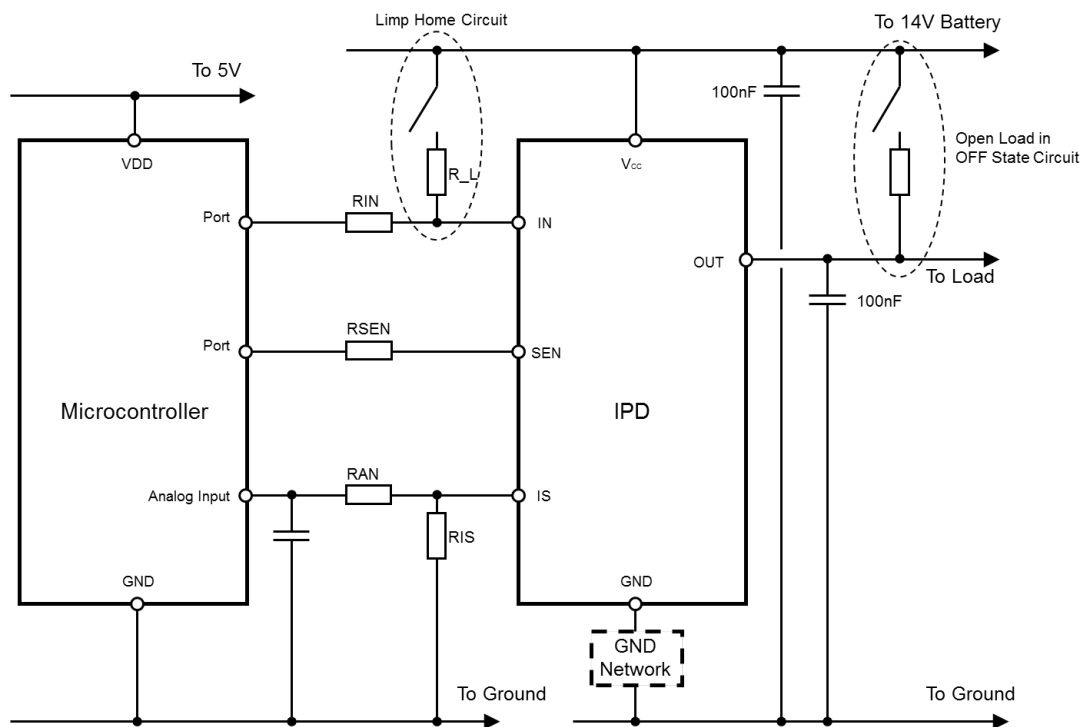 Limp Home Circuit
To 14V Battery
To 5V
100nF
Open Load in
OFF State Circuit
VDD
Vcc
R_L
Port
RIN
IN
OUT
To Load
100nF
Port
RSEN
SEN
Microcontroller
IPD
RAN
Analog Input
IS
RIS
GND
GND
GND
Network
To Ground
To Ground